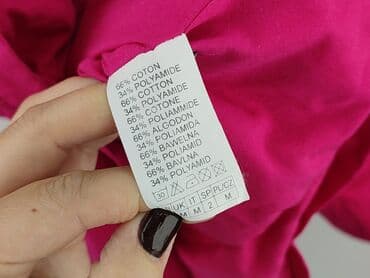 66% COTON
34% POLYAMIDE
66% COTTON
34% POLYAMIDE
66% COTONE
34% POLIAMMIDE
66% ALGODON
34% POLIAMIDA
66% BAWEŁNA
34% POLIAMID
66% BAVLNA
34% POLYAMID
30
UK IT SP PL/CZ
M M 2 M